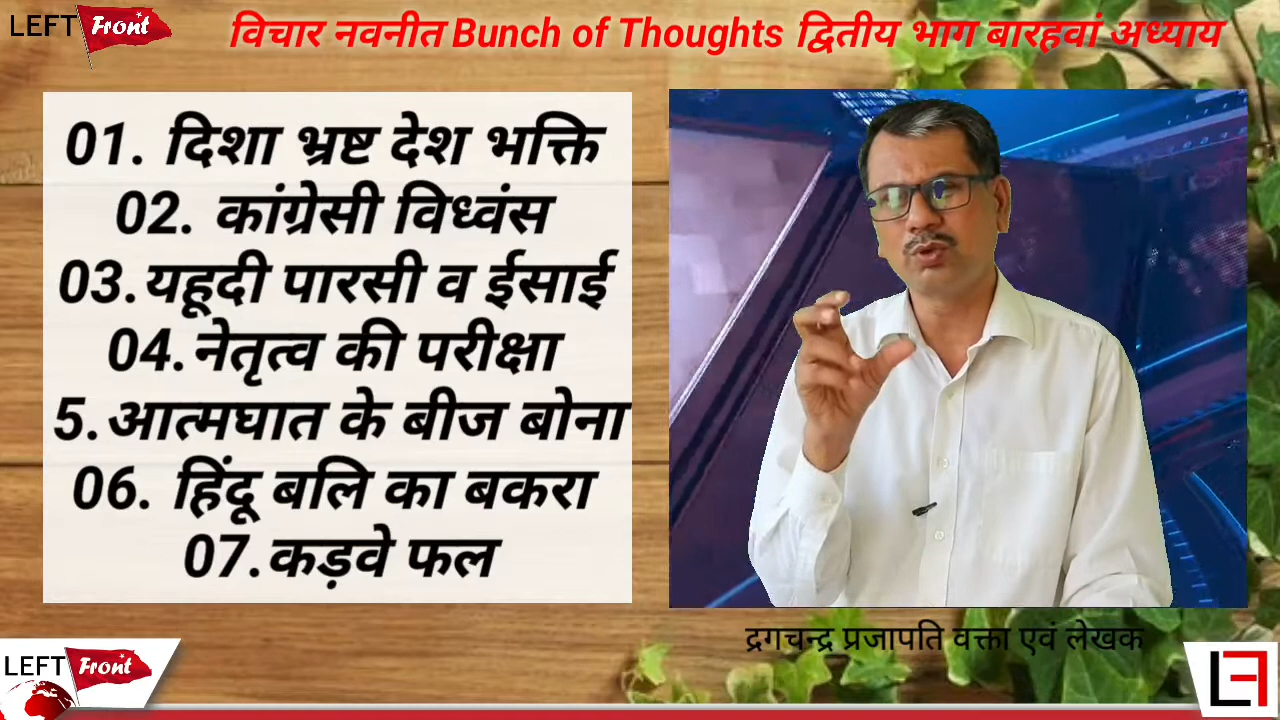 LEFT Front
विचार नवनीत Bunch of Thoughts द्वितीय भाग बारहवां अध्याय
01. दिशा भ्रष्ट देश भक्ति
02. कांग्रेसी विध्वंस
03.यहूदी पारसी व ईसाई
04.नेतृत्व की परीक्षा
5.आत्मघात के बीज बोना
06. हिंदू बलि का बकरा
07.कड़वे फल
द्रगचन्द्र प्रजापति वक्ता एवं लेखक
LEFT Front
LF